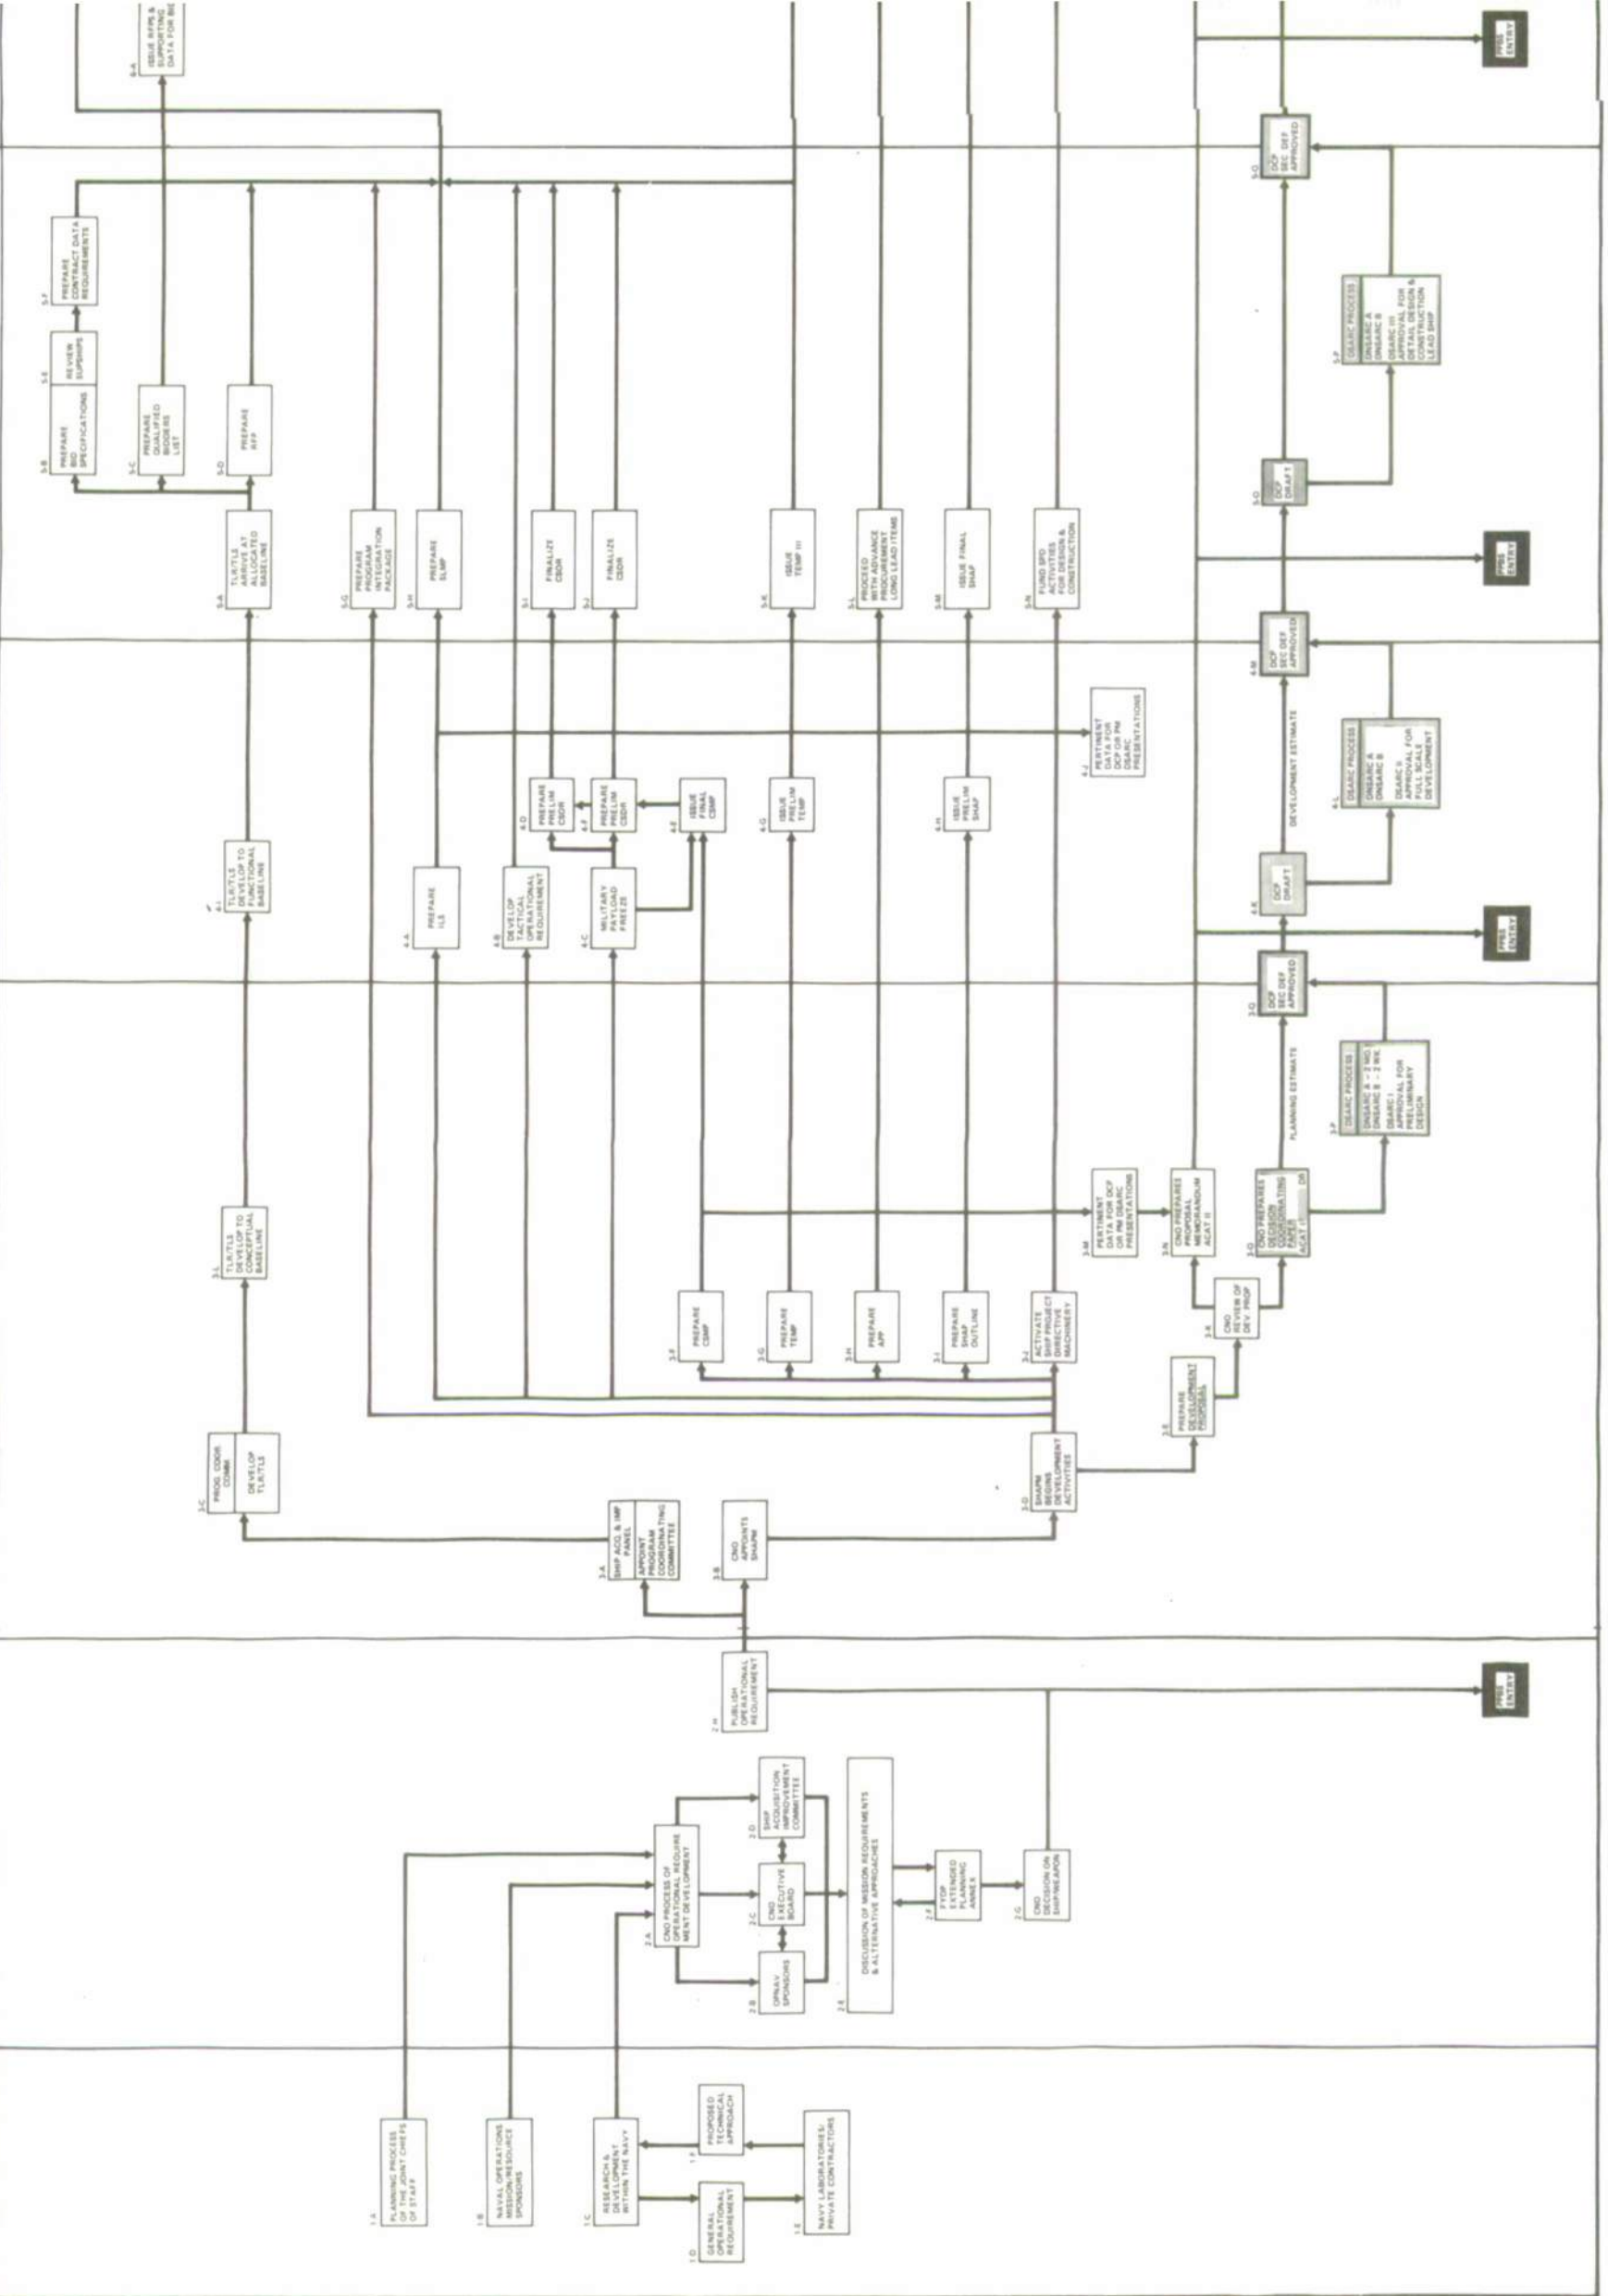 1-A
PLANNING PROCESS
OF THE JOINT CHIEFS
OF STAFF
1-B
NAVAL OPERATIONS
MISSION/RESOURCE
SPONSORS
1-C
RESEARCH &
DEVELOPMENT
WITHIN THE NAVY
1-D
GENERAL
OPERATIONAL
REQUIREMENT
1-F
PROPOSED
TECHNICAL
APPROACH
1-E
NAVY LABORATORIES/
PRIVATE CONTRACTORS
2-A
CNO PROCESS OF
OPERATIONAL REQUIRE
MENT DEVELOPMENT
2-B
OPNAV
SPONSORS
2-C
CNO
EXECUTIVE
BOARD
2-D
SHIP
ACQUISITION
IMPROVEMENT
COMMITTEE
2-E
DISCUSSION OF MISSION REQUIREMENTS
& ALTERNATIVE APPROACHES
2-F
FYDP
EXTENDED
PLANNING
ANNEX
2-G
CNO
DECISION ON
SHIP/WEAPON
2-H
PUBLISH
OPERATIONAL
REQUIREMENT
PPBS
ENTRY
3-A
SHIP ACQ. & IMP
PANEL
APPOINT
PROGRAM
COORDINATING
COMMITTEE
3-B
CNO
APPOINTS
SHAPM
3-C
PROG. COOR.
COMM
DEVELOP
TLR/TLS
3-D
SHAPM
BEGINS
DEVELOPMENT
ACTIVITIES
3-E
PREPARE
DEVELOPMENT
PROPOSAL
3-F
PREPARE
CSMP
3-G
PREPARE
TEMP
3-H
PREPARE
APP
3-I
PREPARE
SHAP
OUTLINE
3-J
ACTIVATE
SHIP PROJECT
DIRECTIVE
MACHINERY
3-K
CNO
REVIEW OF
DEV. PROP
3-L
TLR/TLS
DEVELOP TO
CONCEPTUAL
BASELINE
3-M
PERTINENT
DATA FOR DCP
OR PM DSARC
PRESENTATIONS
3-N
CNO PREPARES
PROPOSAL
MEMORANDUM
ACAT II
3-O
CNO PREPARES
DECISION
COORDINATING
PAPER
ACAT I OR
PLANNING ESTIMATE
3-P
DSARC PROCESS
DNSARC A - 2 MO.
DNSARC B - 2 WK.
DSARC I
APPROVAL FOR
PRELIMINARY
DESIGN
3-Q
DCP
SEC DEF
APPROVED
PPBS
ENTRY
4-A
PREPARE
ILS
4-B
DEVELOP
TACTICAL
OPERATIONAL
REQUIREMENT
4-C
MILITARY
PAYLOAD
FREEZE
4-D
PREPARE
PRELIM
CSOR
4-F
PREPARE
PRELIM
CSDR
4-E
ISSUE
FINAL
CSMP
4-G
ISSUE
PRELIM
TEMP
4-H
ISSUE
PRELIM
SHAP
4-I
TLR/TLS
DEVELOP TO
FUNCTIONAL
BASELINE
4-J
PERTINENT
DATA FOR
DCP OR PM
DSARC
PRESENTATIONS
4-K
DCP
DRAFT
DEVELOPMENT ESTIMATE
4-L
DSARC PROCESS
DNSARC A
DNSARC B
DSARC II
APPROVAL FOR
FULL SCALE
DEVELOPMENT
4-M
DCP
SEC DEF
APPROVED
PPBS
ENTRY
5-A
TLR/TLS
ARRIVE AT
ALLOCATED
BASELINE
5-B
PREPARE
BID
SPECIFICATIONS
5-E
REVIEW
SUPSHIPS
5-F
PREPARE
CONTRACT DATA
REQUIREMENTS
5-C
PREPARE
QUALIFIED
BIDDERS
LIST
5-D
PREPARE
RFP
5-G
PREPARE
PROGRAM
INTEGRATION
PACKAGE
5-H
PREPARE
SLMP
5-I
FINALIZE
CSOR
5-J
FINALIZE
CSDR
5-K
ISSUE
TEMP III
5-L
PROCEED
WITH ADVANCE
PROCUREMENT
LONG LEAD ITEMS
5-M
ISSUE FINAL
SHAP
5-N
FUND SPD
ACTIVITIES
FOR DESIGN &
CONSTRUCTION
5-O
DCP
DRAFT
5-P
DSARC PROCESS
DNSARC A
DNSARC B
DSARC III
APPROVAL FOR
DETAIL DESIGN &
CONSTRUCTION
LEAD SHIP
5-Q
DCP
SEC DEF
APPROVED
6-A
ISSUE RFPS &
SUPPORTING
DATA FOR BID
PPBS
ENTRY